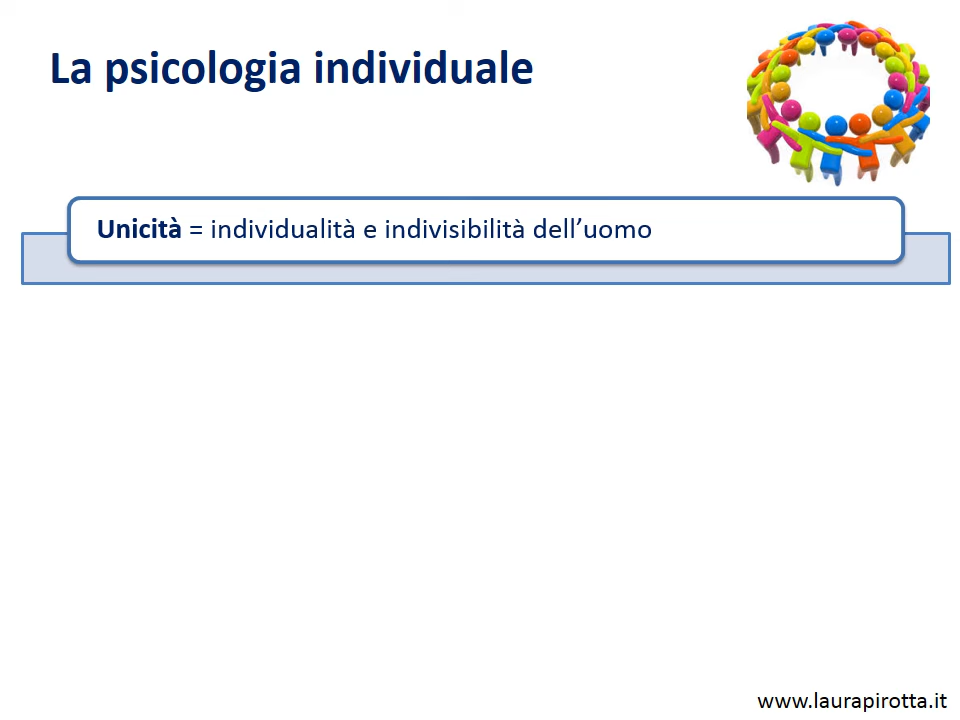 La psicologia individuale
Unicità = individualità e indivisibilità dell’uomo
www.laurapirotta.it